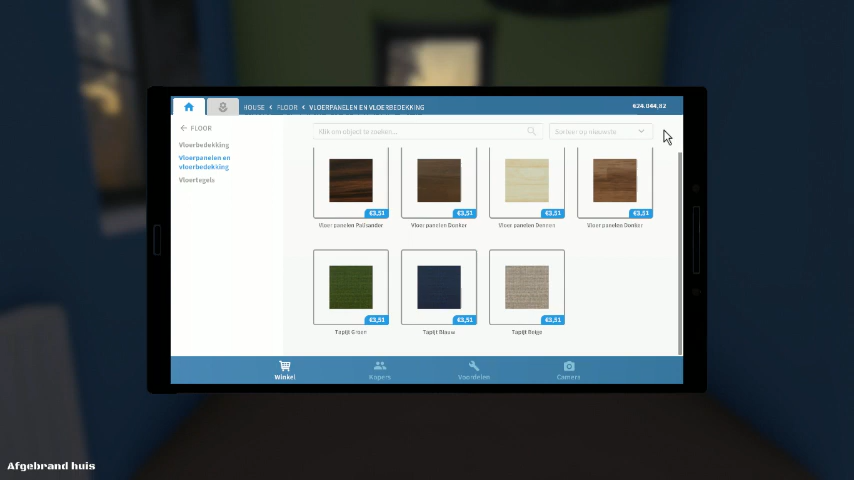 HOUSE < FLOOR < VLOERPANELEN EN VLOERBEDEKKING
€24.044,82
← FLOOR
Klik om object te zoeken...
Sorteer op nieuwste
Vloerbedekking
Vloerpanelen en
vloerbedekking
Vloertegels
€3,51 €3,51 €3,51 €3,51
Vloer panelen Palisander Vloer panelen Donker Vloer panelen Dennen Vloer panelen Donker
€3,51 €3,51 €3,51
Tapijt Groen Tapijt Blauw Tapijt Beige
Winkel Kopers Voordelen Camera
Afgebrand huis